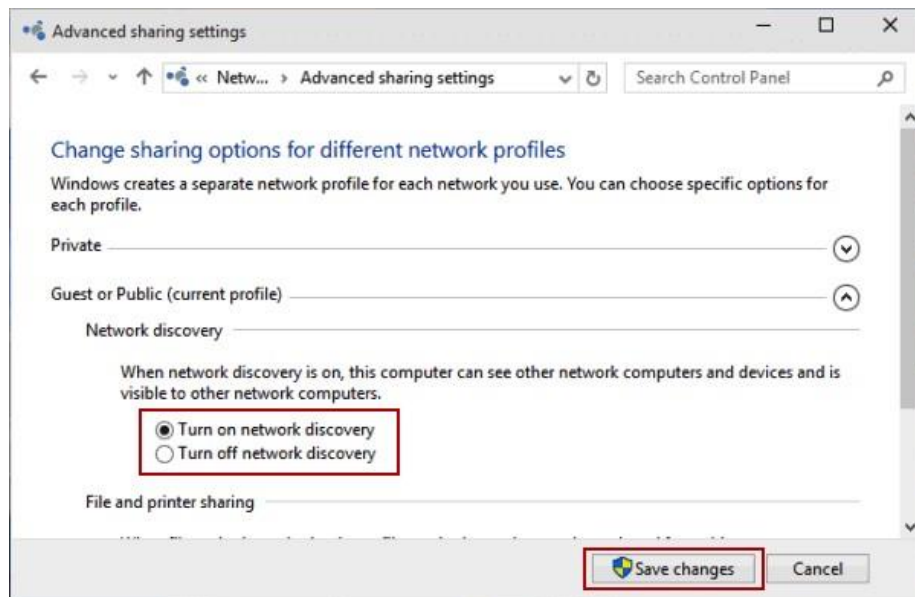 Advanced sharing settings
« Netw... › Advanced sharing settings
Search Control Panel
Change sharing options for different network profiles
Windows creates a separate network profile for each network you use. You can choose specific options for
each profile.
Private
Guest or Public (current profile)
Network discovery
When network discovery is on, this computer can see other network computers and devices and is
visible to other network computers.
Turn on network discovery
Turn off network discovery
File and printer sharing
Save changes
Cancel